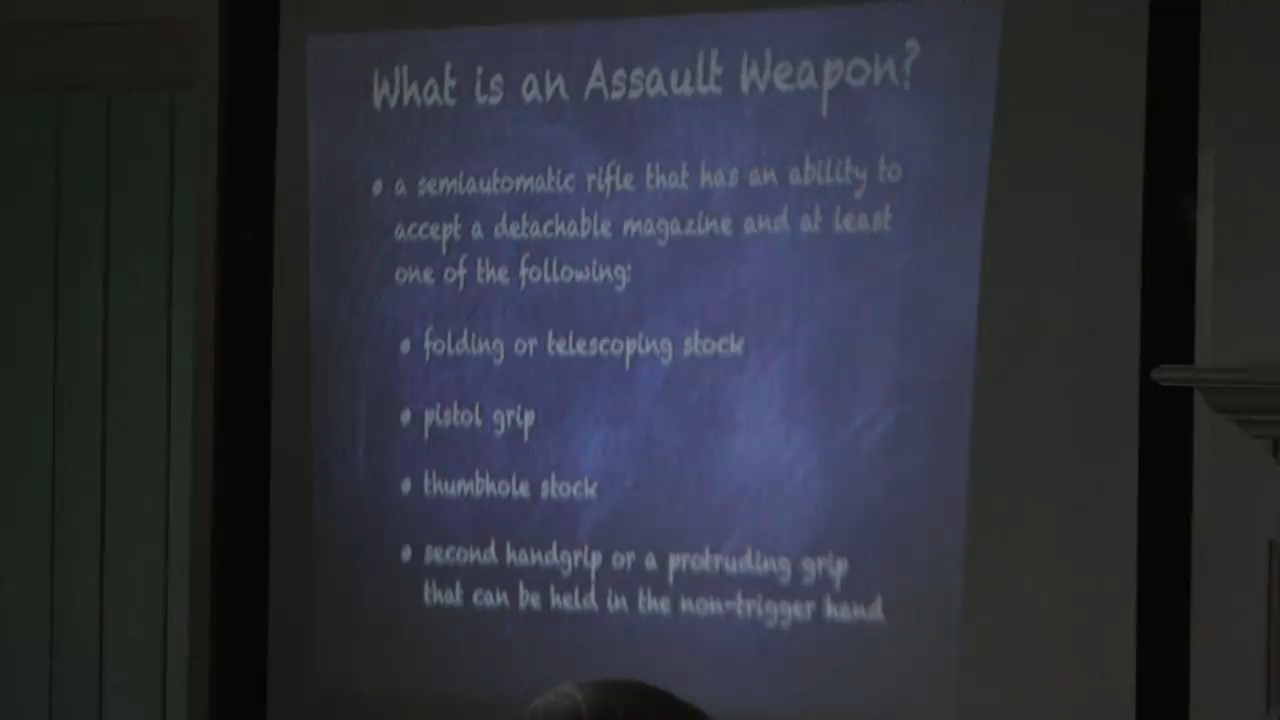 What is an Assault Weapon?
• a semiautomatic rifle that has an ability to
accept a detachable magazine and at least
one of the following:
• folding or telescoping stock
• pistol grip
• thumbhole stock
• second handgrip or a protruding grip
that can be held in the non-trigger hand